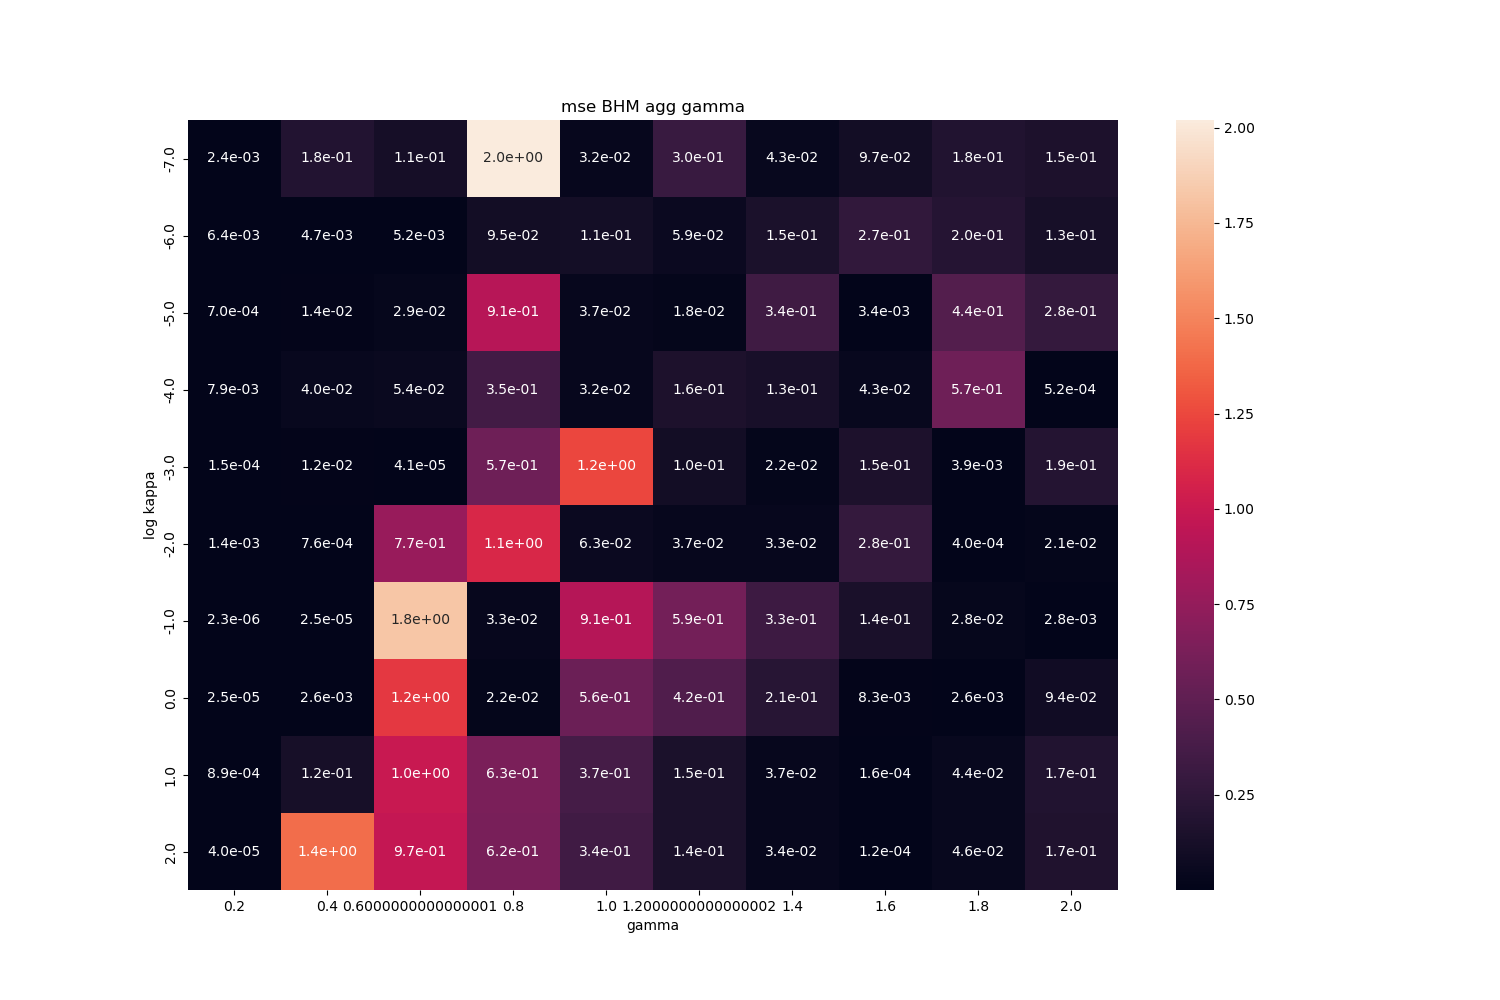 mse BHM agg gamma
-7.0 2.4e-03 1.8e-01 1.1e-01 2.0e+00 3.2e-02 3.0e-01 4.3e-02 9.7e-02 1.8e-01 1.5e-01
-6.0 6.4e-03 4.7e-03 5.2e-03 9.5e-02 1.1e-01 5.9e-02 1.5e-01 2.7e-01 2.0e-01 1.3e-01
-5.0 7.0e-04 1.4e-02 2.9e-02 9.1e-01 3.7e-02 1.8e-02 3.4e-01 3.4e-03 4.4e-01 2.8e-01
-4.0 7.9e-03 4.0e-02 5.4e-02 3.5e-01 3.2e-02 1.6e-01 1.3e-01 4.3e-02 5.7e-01 5.2e-04
-3.0 1.5e-04 1.2e-02 4.1e-05 5.7e-01 1.2e+00 1.0e-01 2.2e-02 1.5e-01 3.9e-03 1.9e-01
-2.0 1.4e-03 7.6e-04 7.7e-01 1.1e+00 6.3e-02 3.7e-02 3.3e-02 2.8e-01 4.0e-04 2.1e-02
-1.0 2.3e-06 2.5e-05 1.8e+00 3.3e-02 9.1e-01 5.9e-01 3.3e-01 1.4e-01 2.8e-02 2.8e-03
0.0 2.5e-05 2.6e-03 1.2e+00 2.2e-02 5.6e-01 4.2e-01 2.1e-01 8.3e-03 2.6e-03 9.4e-02
1.0 8.9e-04 1.2e-01 1.0e+00 6.3e-01 3.7e-01 1.5e-01 3.7e-02 1.6e-04 4.4e-02 1.7e-01
2.0 4.0e-05 1.4e+00 9.7e-01 6.2e-01 3.4e-01 1.4e-01 3.4e-02 1.2e-04 4.6e-02 1.7e-01
log kappa
0.2 0.4 0.6000000000000001 0.8 1.0 1.2000000000000002 1.4 1.6 1.8 2.0
gamma
2.00
1.75
1.50
1.25
1.00
0.75
0.50
0.25